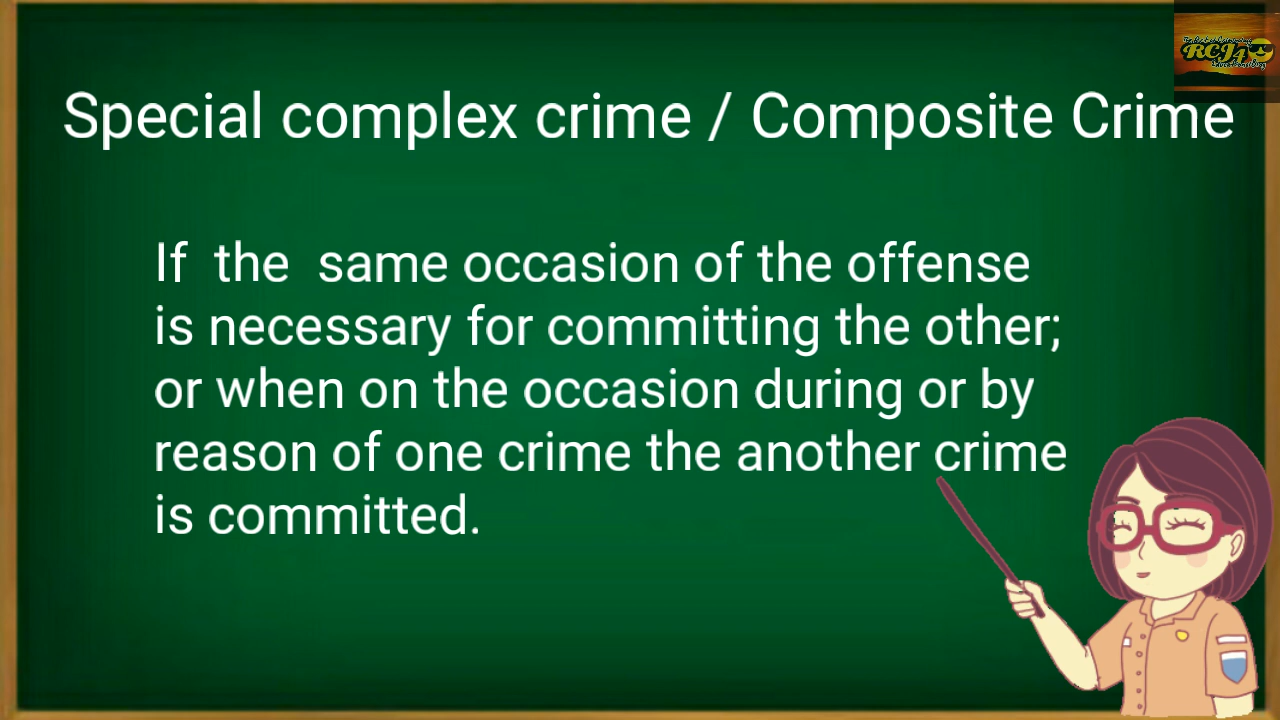 RCJ
Special complex crime / Composite Crime
If the same occasion of the offense
is necessary for committing the other;
or when on the occasion during or by
reason of one crime the another crime
is committed.